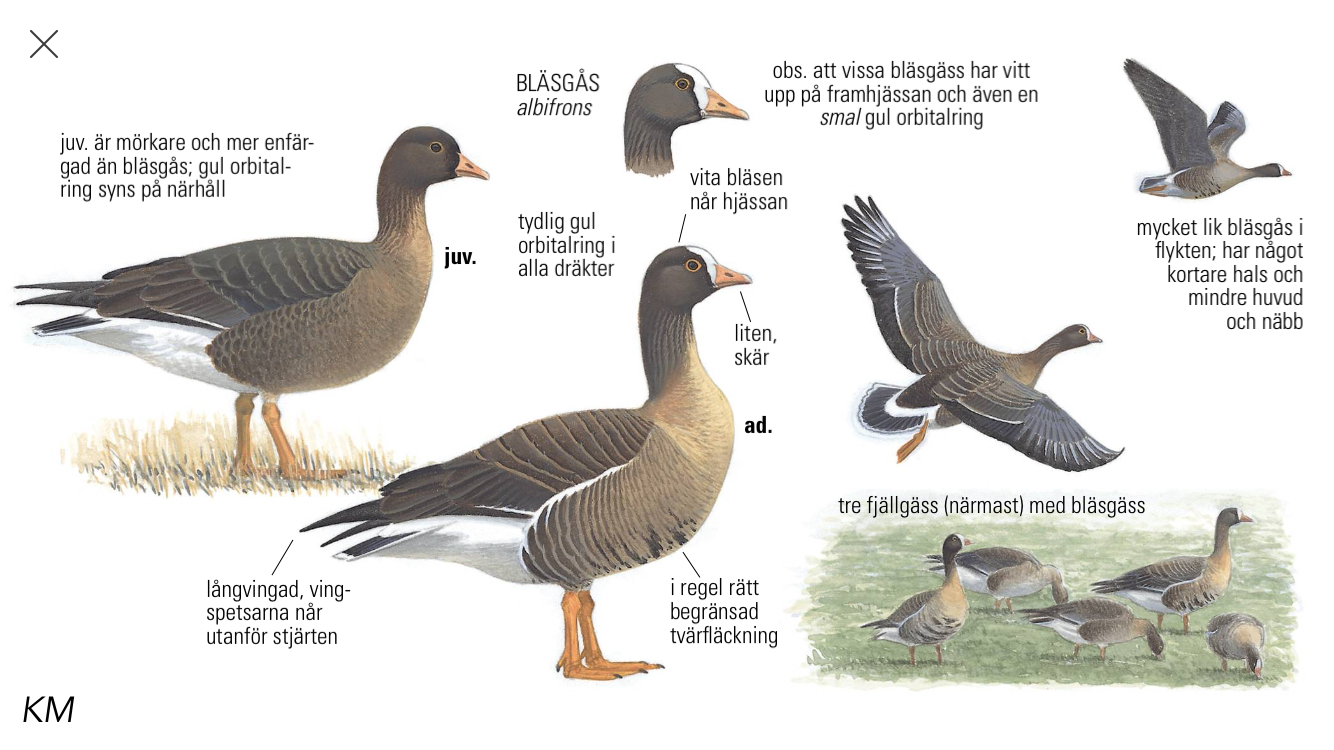 juv. är mörkare och mer enfär-
gad än bläsgås; gul orbital-
ring syns på närhåll
juv.
BLÄSGÅS
albifrons
obs. att vissa bläsgäss har vitt
upp på framhjässan och även en
smal gul orbitalring
vita bläsen
når hjässan
tydlig gul
orbitalring i
alla dräkter
liten,
skär
ad.
mycket lik bläsgås i
flykten; har något
kortare hals och
mindre huvud
och näbb
tre fjällgäss (närmast) med bläsgäss
långvingad, ving-
spetsarna når
utanför stjärten
i regel rätt
begränsad
tvärfläckning
KM